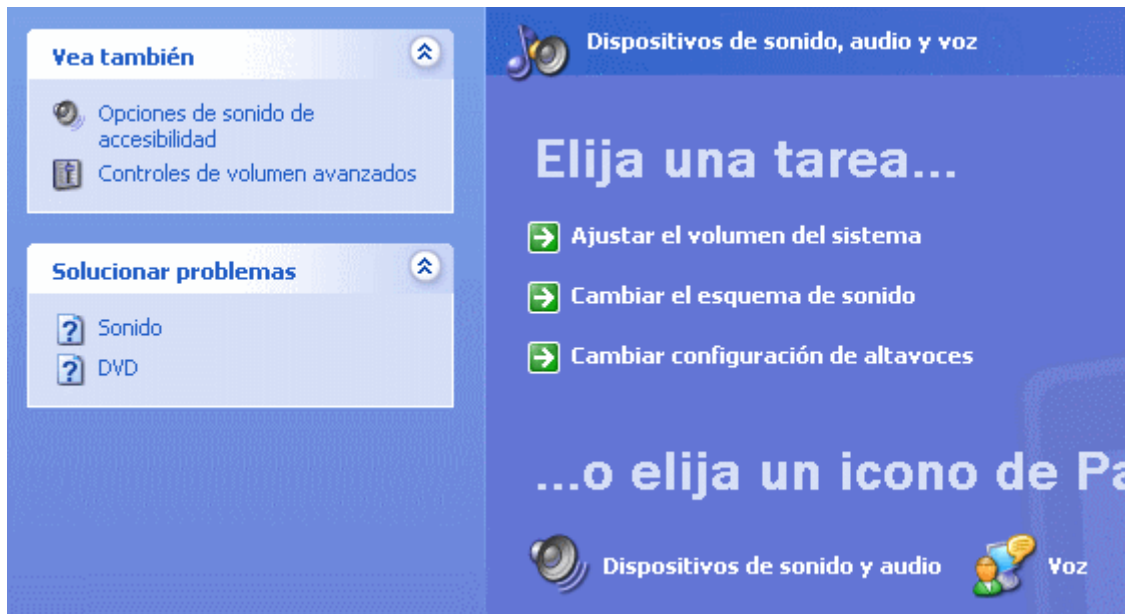 Vea también
Opciones de sonido de
accesibilidad
Controles de volumen avanzados
Solucionar problemas
Sonido
DVD
Dispositivos de sonido, audio y voz
Elija una tarea...
Ajustar el volumen del sistema
Cambiar el esquema de sonido
Cambiar configuración de altavoces
...o elija un icono de Pa
Dispositivos de sonido y audio
Voz